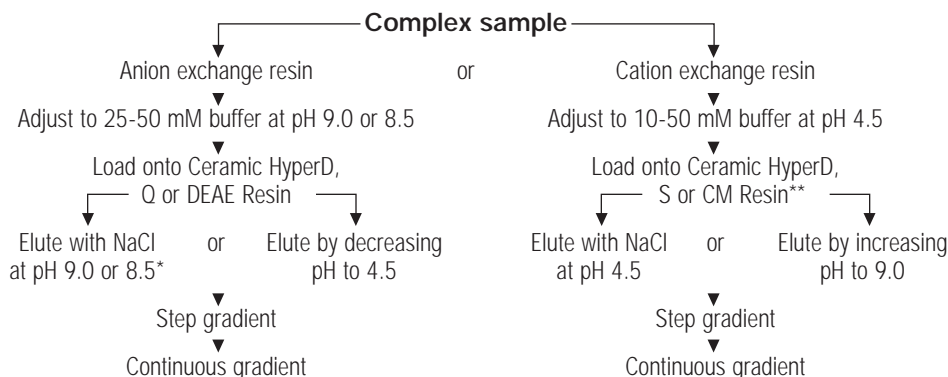 Complex sample
Anion exchange resin
or
Cation exchange resin
Adjust to 25-50 mM buffer at pH 9.0 or 8.5
Adjust to 10-50 mM buffer at pH 4.5
Load onto Ceramic HyperD,
Q or DEAE Resin
Load onto Ceramic HyperD,
S or CM Resin**
Elute with NaCl
at pH 9.0 or 8.5*
or
Elute by decreasing
pH to 4.5
Elute with NaCl
at pH 4.5
or
Elute by increasing
pH to 9.0
Step gradient
Step gradient
Continuous gradient
Continuous gradient